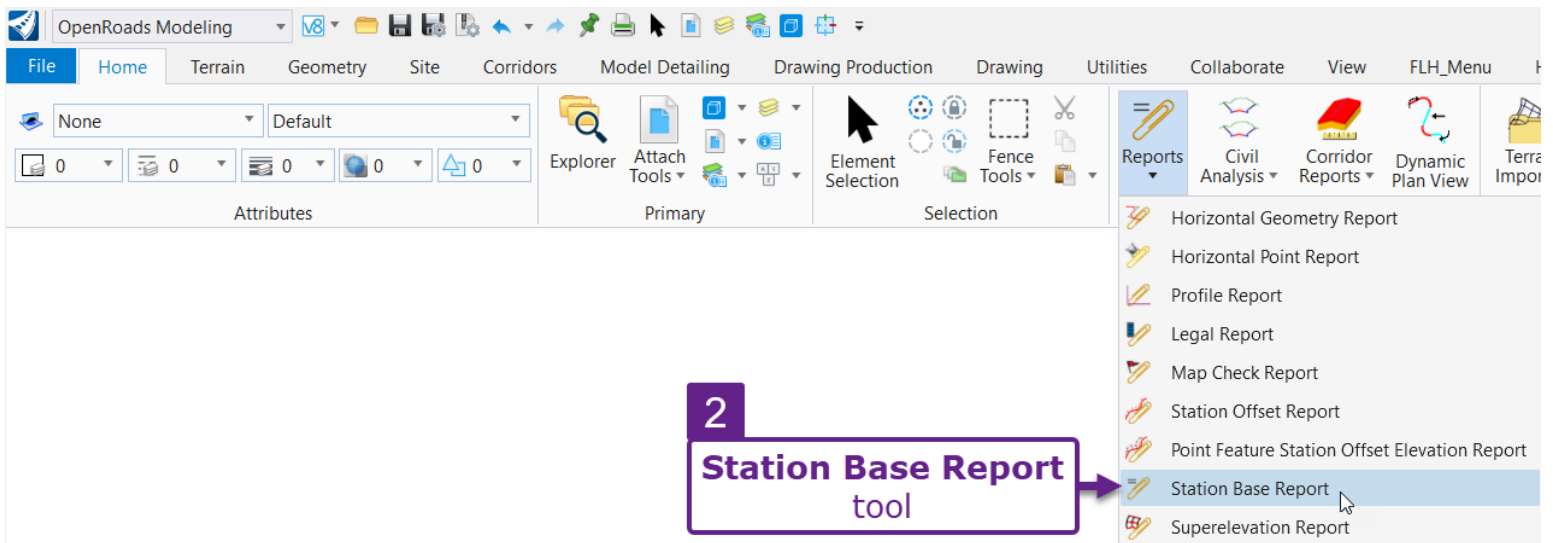 OpenRoads Modeling
V8
File Home Terrain Geometry Site Corridors Model Detailing Drawing Production Drawing Utilities Collaborate View FLH_Menu H
None Default
0 0 0 0 0
Attributes
Explorer
Attach
Tools
Primary
Element
Selection
Fence
Tools
Selection
Reports
Civil
Analysis
Corridor
Reports
Dynamic
Plan View
Terra
Impor
Horizontal Geometry Report
Horizontal Point Report
Profile Report
Legal Report
Map Check Report
Station Offset Report
Point Feature Station Offset Elevation Report
Station Base Report
Superelevation Report
2
Station Base Report
tool